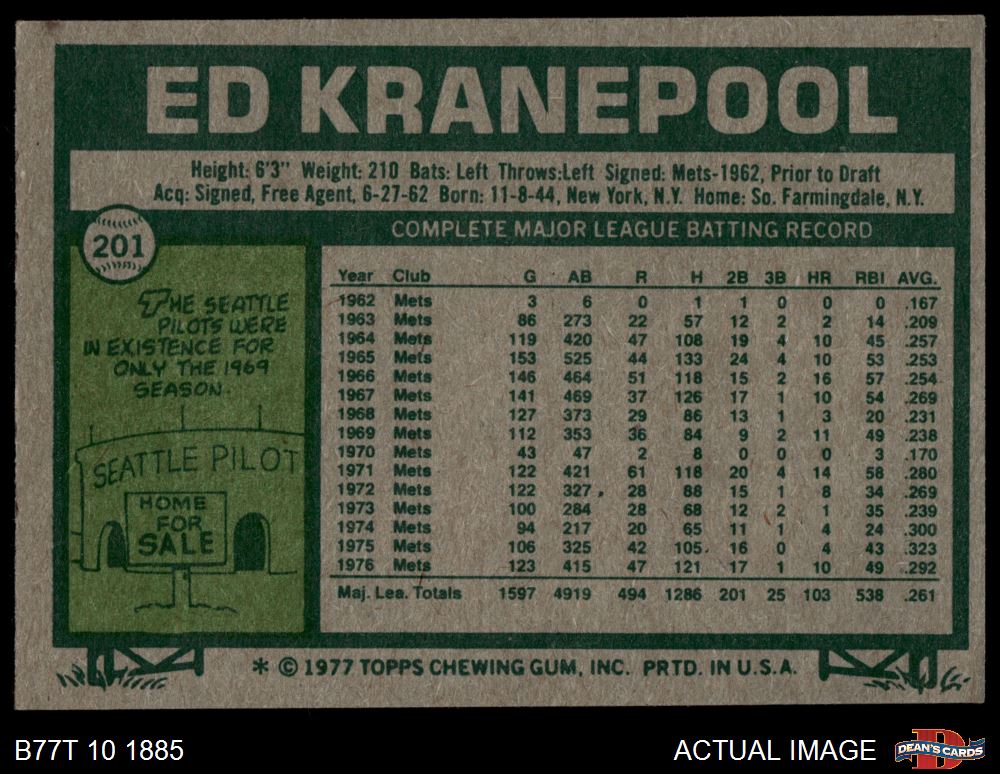 ED KRANEPOOL
Height: 6'3" Weight: 210 Bats: Left Throws:Left Signed: Mets-1962, Prior to Draft
Acq: Signed, Free Agent, 6-27-62 Born: 11-8-44, New York, N.Y. Home: So. Farmingdale, N.Y.
201
COMPLETE MAJOR LEAGUE BATTING RECORD
THE SEATTLE
PILOTS WERE
IN EXISTENCE FOR
ONLY THE 1969
SEASON.
SEATTLE PILOT
HOME
FOR
SALE
Year Club G AB R H 2B 3B HR RBI AVG.
1962 Mets 3 6 0 1 1 0 0 0 .167
1963 Mets 86 273 22 57 12 2 2 14 .209
1964 Mets 119 420 47 108 19 4 10 45 .257
1965 Mets 153 525 44 133 24 4 10 53 .253
1966 Mets 146 464 51 118 15 2 16 57 .254
1967 Mets 141 469 37 126 17 1 10 54 .269
1968 Mets 127 373 29 86 13 1 3 20 .231
1969 Mets 112 353 36 84 9 2 11 49 .238
1970 Mets 43 47 2 8 0 0 0 3 .170
1971 Mets 122 421 61 118 20 4 14 58 .280
1972 Mets 122 327 28 88 15 1 8 34 .269
1973 Mets 100 284 28 68 12 2 1 35 .239
1974 Mets 94 217 20 65 11 1 4 24 .300
1975 Mets 106 325 42 105 16 0 4 43 .323
1976 Mets 123 415 47 121 17 1 10 49 .292
Maj. Lea. Totals 1597 4919 494 1286 201 25 103 538 .261
* © 1977 TOPPS CHEWING GUM, INC. PRTD. IN U.S.A.
B77T 10 1885
ACTUAL IMAGE
DEAN'S CARDS